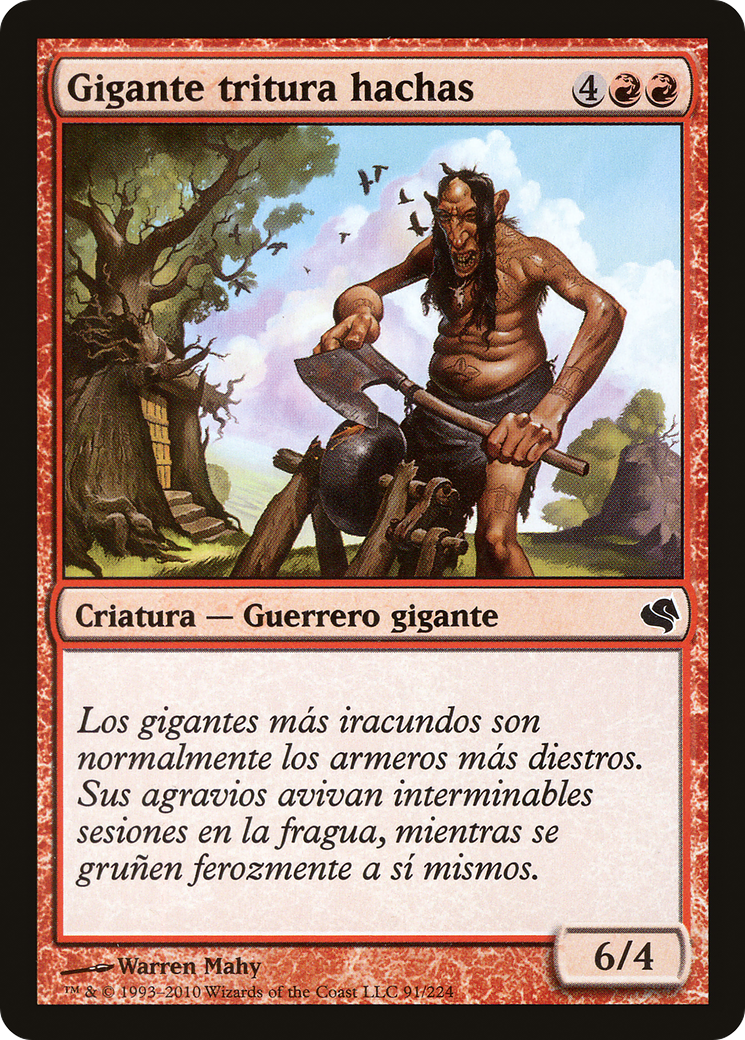 Gigante tritura hachas
4
Criatura — Guerrero gigante
Los gigantes más iracundos son
normalmente los armeros más diestros.
Sus agravios avivan interminables
sesiones en la fragua, mientras se
gruñen ferozmente a sí mismos.
6/4
Warren Mahy
™ & © 1993–2010 Wizards of the Coast LLC 91/224